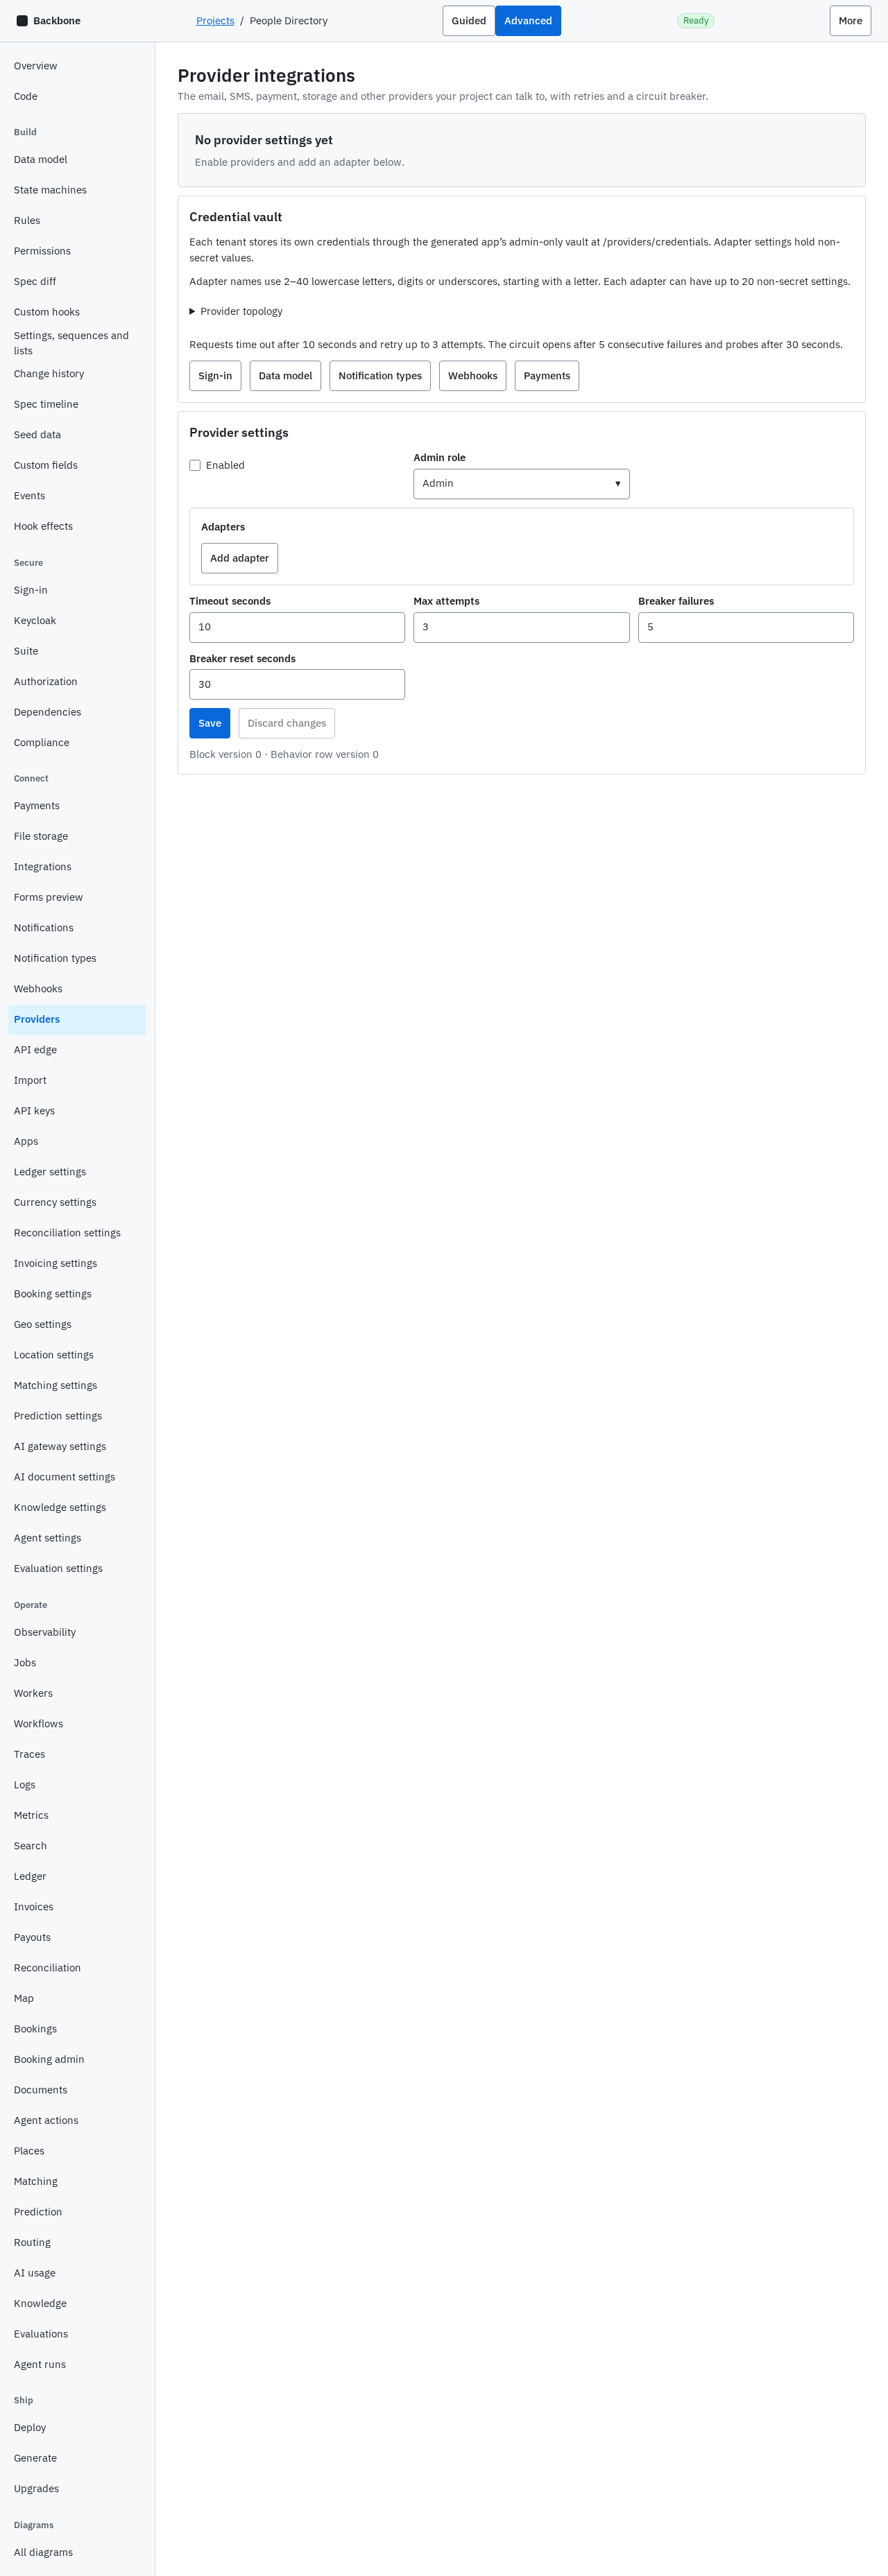 Backbone
Projects / People Directory
Guided
Advanced
Ready
More
Overview
Code
Build
Data model
State machines
Rules
Permissions
Spec diff
Custom hooks
Settings, sequences and
lists
Change history
Spec timeline
Seed data
Custom fields
Events
Hook effects
Secure
Sign-in
Keycloak
Suite
Authorization
Dependencies
Compliance
Connect
Payments
File storage
Integrations
Forms preview
Notifications
Notification types
Webhooks
Providers
API edge
Import
API keys
Apps
Ledger settings
Currency settings
Reconciliation settings
Invoicing settings
Booking settings
Geo settings
Location settings
Matching settings
Prediction settings
AI gateway settings
AI document settings
Knowledge settings
Agent settings
Evaluation settings
Operate
Observability
Jobs
Workers
Workflows
Traces
Logs
Metrics
Search
Ledger
Invoices
Payouts
Reconciliation
Map
Bookings
Booking admin
Documents
Agent actions
Places
Matching
Prediction
Routing
AI usage
Knowledge
Evaluations
Agent runs
Ship
Deploy
Generate
Upgrades
Diagrams
All diagrams
Provider integrations
The email, SMS, payment, storage and other providers your project can talk to, with retries and a circuit breaker.
No provider settings yet
Enable providers and add an adapter below.
Credential vault
Each tenant stores its own credentials through the generated app’s admin-only vault at /providers/credentials. Adapter settings hold non-
secret values.
Adapter names use 2–40 lowercase letters, digits or underscores, starting with a letter. Each adapter can have up to 20 non-secret settings.
Provider topology
Requests time out after 10 seconds and retry up to 3 attempts. The circuit opens after 5 consecutive failures and probes after 30 seconds.
Sign-in
Data model
Notification types
Webhooks
Payments
Provider settings
Enabled
Admin role
Admin
Adapters
Add adapter
Timeout seconds
10
Max attempts
3
Breaker failures
5
Breaker reset seconds
30
Save
Discard changes
Block version 0 · Behavior row version 0